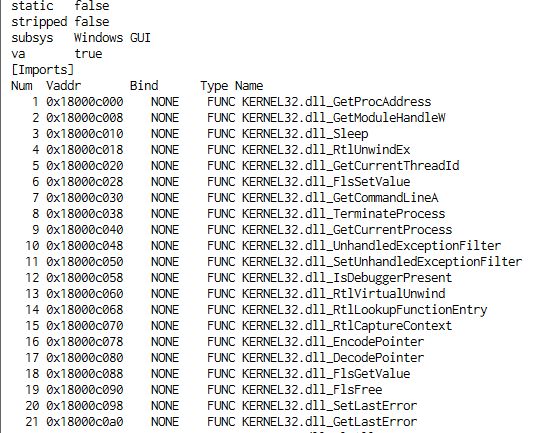 static false
stripped false
subsys Windows GUI
va true
[Imports]
Num Vaddr Bind Type Name
1 0x18000c000 NONE FUNC KERNEL32.dll_GetProcAddress
2 0x18000c008 NONE FUNC KERNEL32.dll_GetModuleHandleW
3 0x18000c010 NONE FUNC KERNEL32.dll_Sleep
4 0x18000c018 NONE FUNC KERNEL32.dll_RtlUnwindEx
5 0x18000c020 NONE FUNC KERNEL32.dll_GetCurrentThreadId
6 0x18000c028 NONE FUNC KERNEL32.dll_FlsSetValue
7 0x18000c030 NONE FUNC KERNEL32.dll_GetCommandLineA
8 0x18000c038 NONE FUNC KERNEL32.dll_TerminateProcess
9 0x18000c040 NONE FUNC KERNEL32.dll_GetCurrentProcess
10 0x18000c048 NONE FUNC KERNEL32.dll_UnhandledExceptionFilter
11 0x18000c050 NONE FUNC KERNEL32.dll_SetUnhandledExceptionFilter
12 0x18000c058 NONE FUNC KERNEL32.dll_IsDebuggerPresent
13 0x18000c060 NONE FUNC KERNEL32.dll_RtlVirtualUnwind
14 0x18000c068 NONE FUNC KERNEL32.dll_RtlLookupFunctionEntry
15 0x18000c070 NONE FUNC KERNEL32.dll_RtlCaptureContext
16 0x18000c078 NONE FUNC KERNEL32.dll_EncodePointer
17 0x18000c080 NONE FUNC KERNEL32.dll_DecodePointer
18 0x18000c088 NONE FUNC KERNEL32.dll_FlsGetValue
19 0x18000c090 NONE FUNC KERNEL32.dll_FlsFree
20 0x18000c098 NONE FUNC KERNEL32.dll_SetLastError
21 0x18000c0a0 NONE FUNC KERNEL32.dll_GetLastError